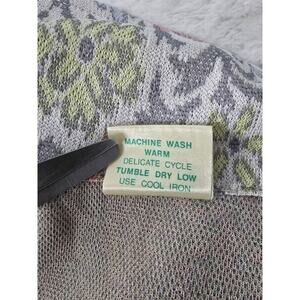 MACHINE WASH
WARM
DELICATE CYCLE
TUMBLE DRY LOW
USE COOL IRON